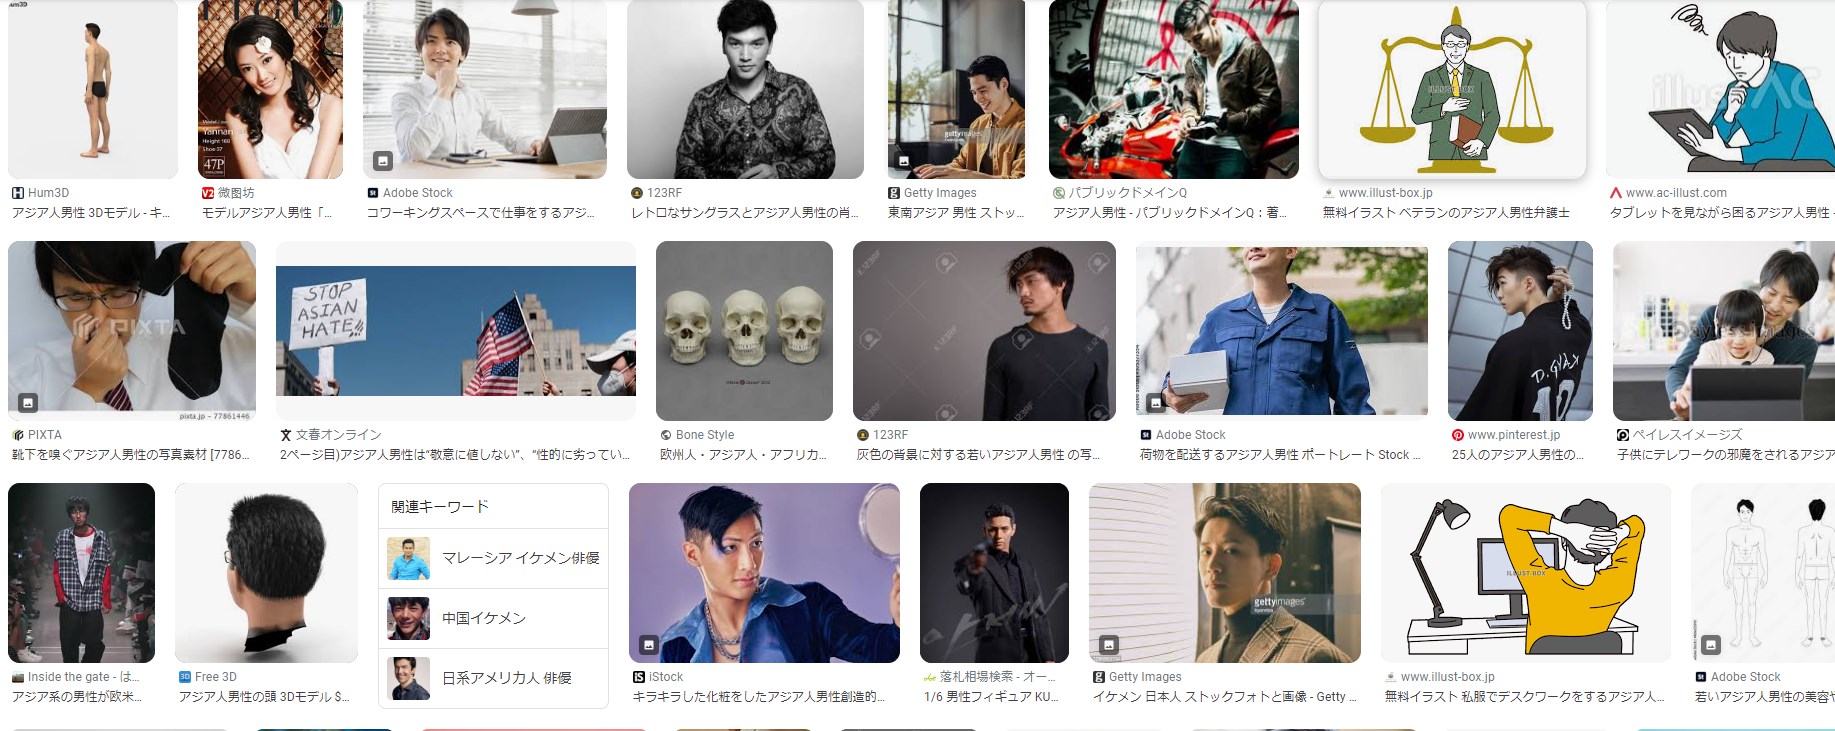 um3D
Model:
Yannan
Height 168
Shoe 37
47P
gettyimages
ILLUST-BOX
illustAC
Hum3D
微图坊
Adobe Stock
123RF
Getty Images
パブリックドメインQ
www.illust-box.jp
www.ac-illust.com
アジア人男性 3Dモデル - キ...
モデルアジア人男性「...
コワーキングスペースで仕事をするアジ...
レトロなサングラスとアジア人男性の肖...
東南アジア 男性 ストッ...
アジア人男性 - パブリックドメインQ:著...
無料イラスト ベテランのアジア人男性弁護士
タブレットを見ながら困るアジア人男性 -
PIXTA
pixta.jp - 77861446
STOP
ASIAN
HATE!!!
123RF
D.GYAX
10
PIXTA
文春オンライン
Bone Style
123RF
Adobe Stock
www.pinterest.jp
ペイレスイメージズ
靴下を嗅ぐアジア人男性の写真素材 [7786...
2ページ目)アジア人男性は“敬意に値しない”、“性的に劣ってい...
欧州人・アジア人・アフリカ...
灰色の背景に対する若いアジア人男性 の写...
荷物を配送するアジア人男性 ポートレート Stock ...
25人のアジア人男性の...
子供にテレワークの邪魔をされるアジア
関連キーワード
マレーシア イケメン俳優
中国イケメン
日系アメリカ人 俳優
gettyimages
ILLUST-BOX
Inside the gate - は...
Free 3D
iStock
落札相場検索 - オー...
Getty Images
www.illust-box.jp
Adobe Stock
アジア系の男性が欧米...
アジア人男性の頭 3Dモデル $...
キラキラした化粧をしたアジア人男性創造的...
1/6 男性フィギュア KU...
イケメン 日本人 ストックフォトと画像 - Getty ...
無料イラスト 私服でデスクワークをするアジア人...
若いアジア人男性の美容や